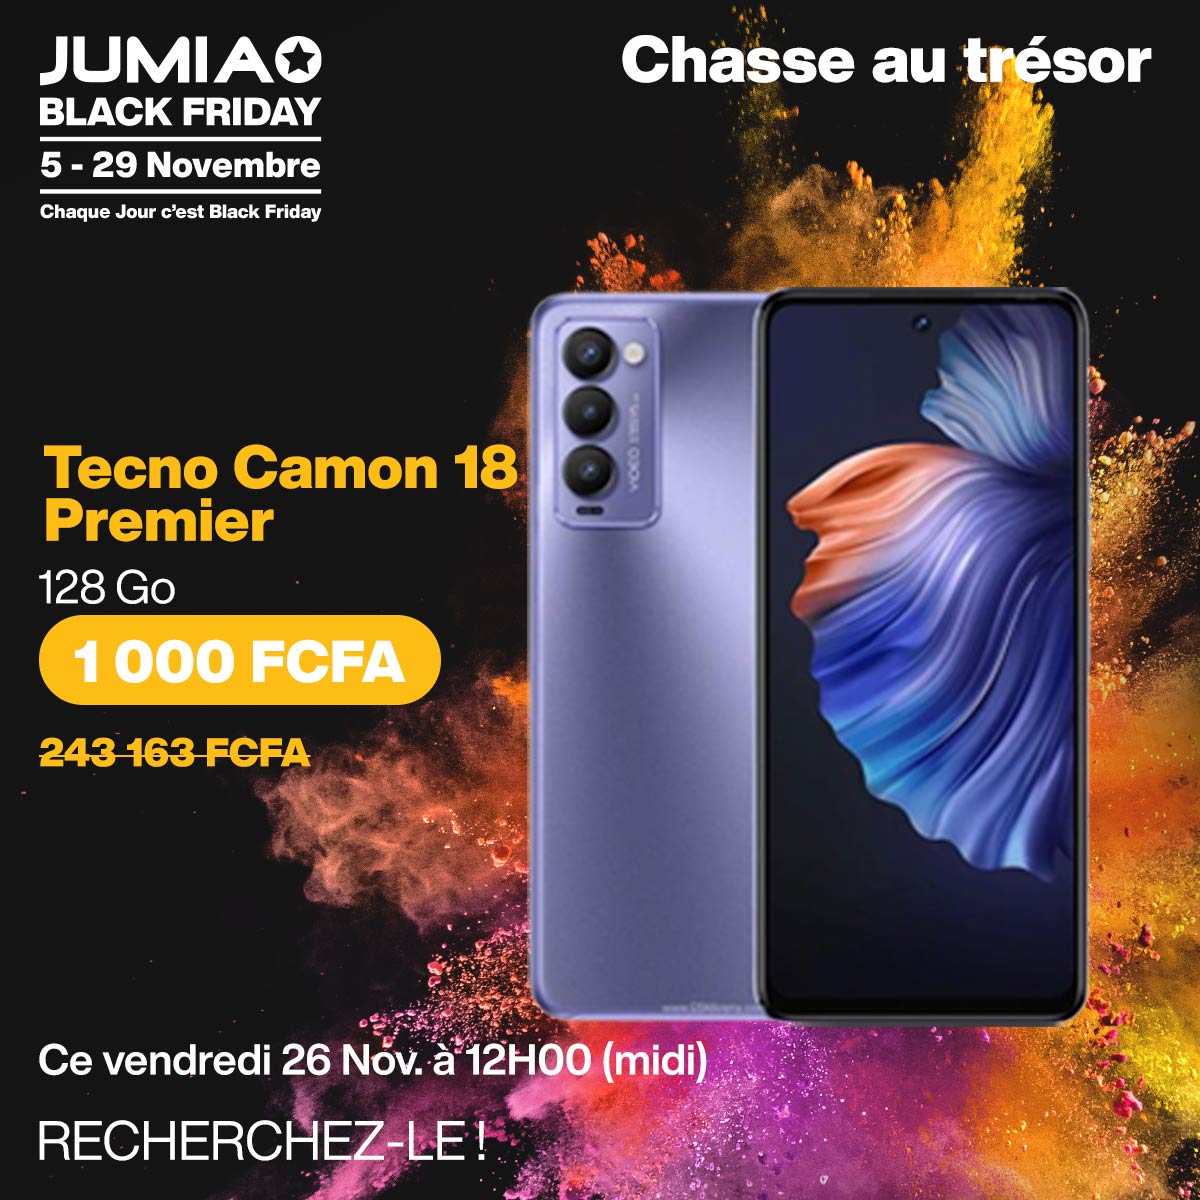 JUMIA
BLACK FRIDAY
5 - 29 Novembre
Chaque Jour c'est Black Friday
Chasse au trésor
Tecno Camon 18
Premier
128 Go
1 000 FCFA
243 163 FCFA
Ce vendredi 26 Nov. à 12H00 (midi)
RECHERCHEZ-LE !